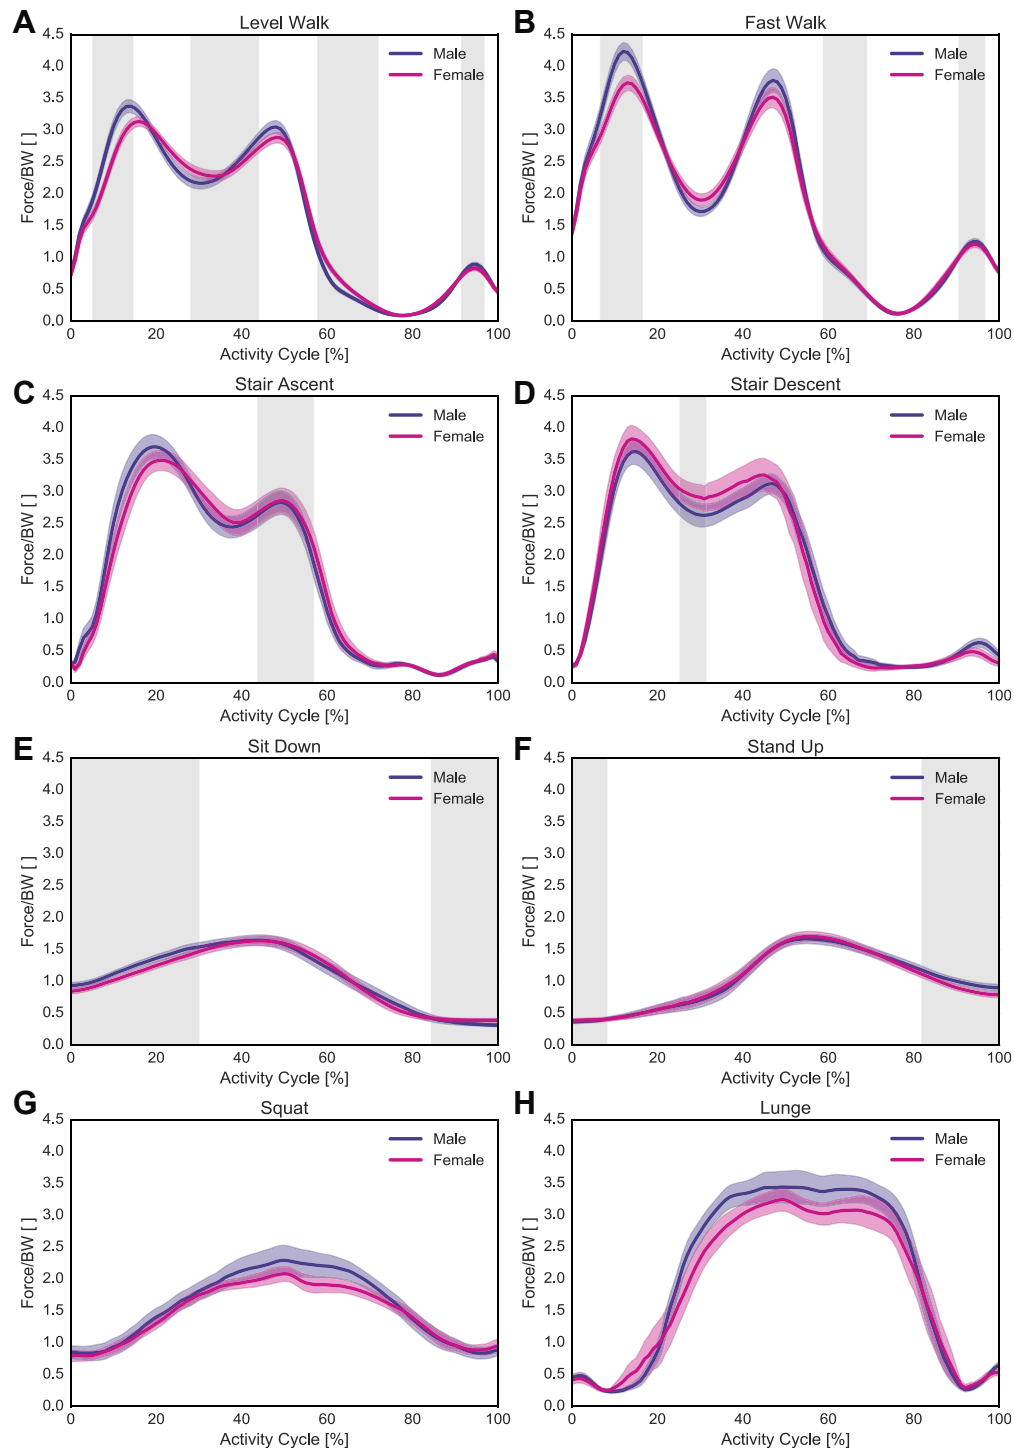 A
Level Walk
4.5
4.0
3.5
3.0
2.5
2.0
1.5
1.0
0.5
0.0
Force/BW [ ]
Male
Female
0 20 40 60 80 100
Activity Cycle [%]
B
Fast Walk
4.5
4.0
3.5
3.0
2.5
2.0
1.5
1.0
0.5
0.0
Force/BW [ ]
Male
Female
0 20 40 60 80 100
Activity Cycle [%]
C
Stair Ascent
4.5
4.0
3.5
3.0
2.5
2.0
1.5
1.0
0.5
0.0
Force/BW [ ]
Male
Female
0 20 40 60 80 100
Activity Cycle [%]
D
Stair Descent
4.5
4.0
3.5
3.0
2.5
2.0
1.5
1.0
0.5
0.0
Force/BW [ ]
Male
Female
0 20 40 60 80 100
Activity Cycle [%]
E
Sit Down
4.5
4.0
3.5
3.0
2.5
2.0
1.5
1.0
0.5
0.0
Force/BW [ ]
Male
Female
0 20 40 60 80 100
Activity Cycle [%]
F
Stand Up
4.5
4.0
3.5
3.0
2.5
2.0
1.5
1.0
0.5
0.0
Force/BW [ ]
Male
Female
0 20 40 60 80 100
Activity Cycle [%]
G
Squat
4.5
4.0
3.5
3.0
2.5
2.0
1.5
1.0
0.5
0.0
Force/BW [ ]
Male
Female
0 20 40 60 80 100
Activity Cycle [%]
H
Lunge
4.5
4.0
3.5
3.0
2.5
2.0
1.5
1.0
0.5
0.0
Force/BW [ ]
Male
Female
0 20 40 60 80 100
Activity Cycle [%]